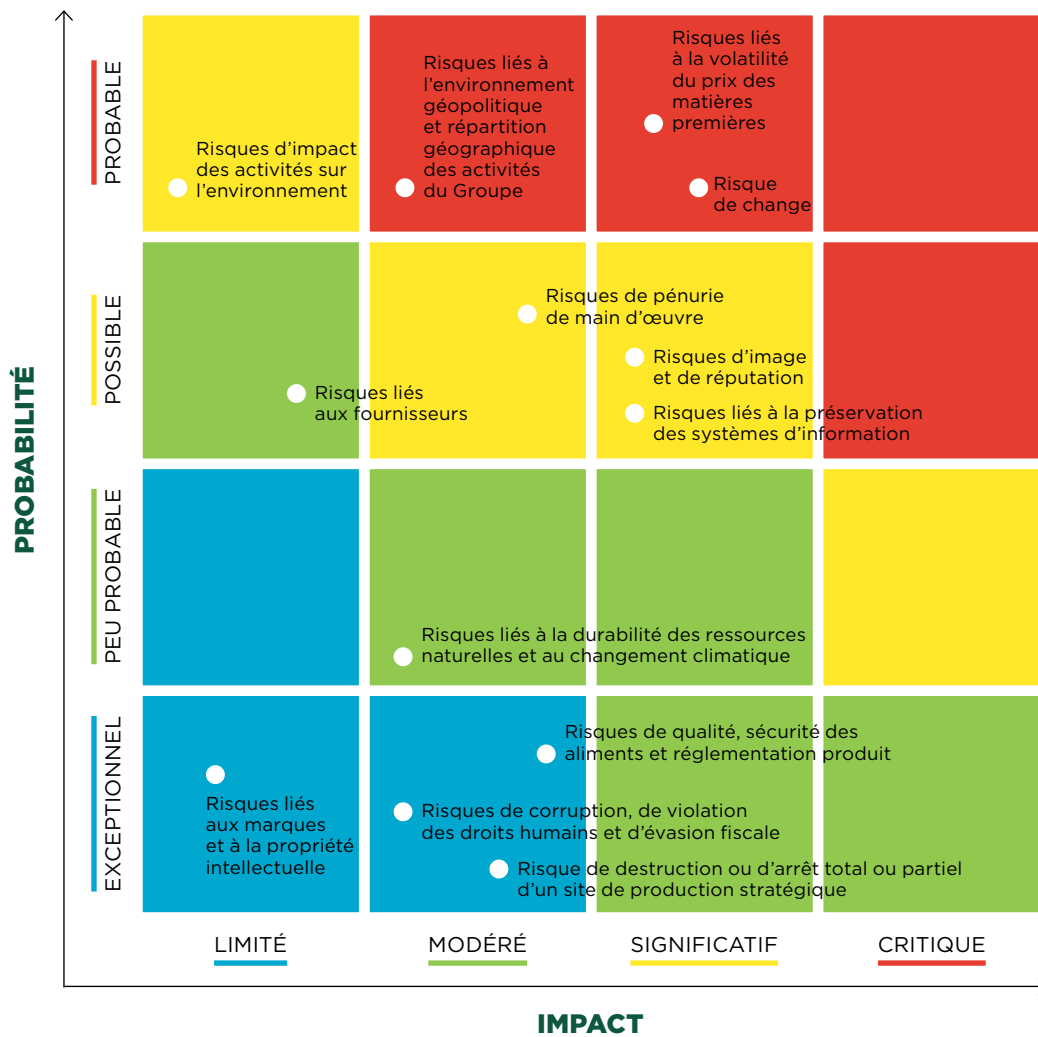 PROBABILITÉ
PROBABLE
POSSIBLE
PEU PROBABLE
EXCEPTIONNEL
Risques d'impact
des activités sur
l'environnement
Risques liés à
l’environnement
géopolitique
et répartition
géographique
des activités
du Groupe
Risques liés
à la volatilité
du prix des
matières
premières
Risque
de change
Risques de pénurie
de main d’œuvre
Risques d’image
et de réputation
Risques liés
aux fournisseurs
Risques liés à la préservation
des systèmes d’information
Risques liés à la durabilité des ressources
naturelles et au changement climatique
Risques de qualité, sécurité des
aliments et réglementation produit
Risques liés
aux marques
et à la propriété
intellectuelle
Risques de corruption, de violation
des droits humains et d’évasion fiscale
Risque de destruction ou d’arrêt total ou partiel
d’un site de production stratégique
LIMITÉ
MODÉRÉ
SIGNIFICATIF
CRITIQUE
IMPACT